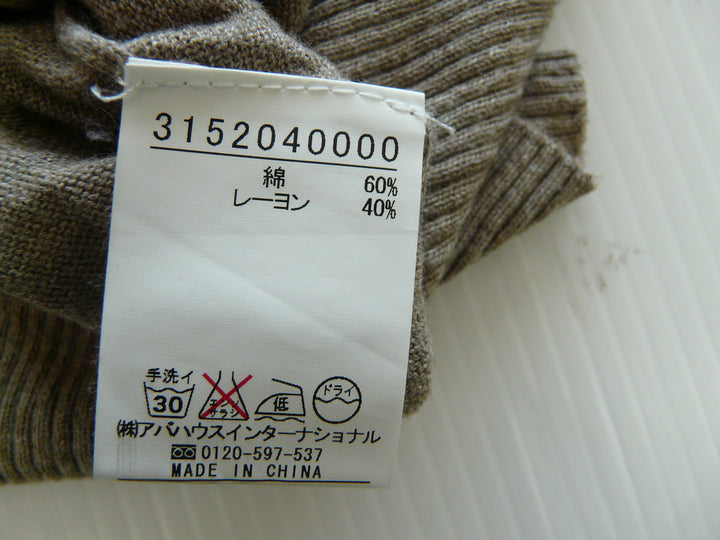 3152040000
綿 60%
レーヨン 40%
手洗イ
30 エンソ サラシ 低 ドライ
㈱アバハウスインターナショナル
0120-597-537
MADE IN CHINA